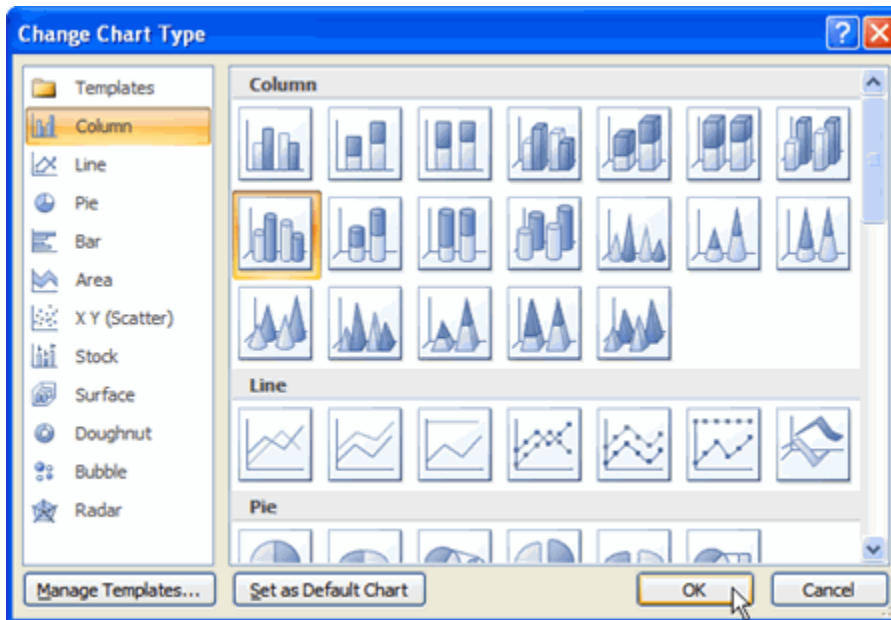 Change Chart Type
Templates
Column
Line
Pie
Bar
Area
X Y (Scatter)
Stock
Surface
Doughnut
Bubble
Radar
Column
Line
Pie
Manage Templates...
Set as Default Chart
OK
Cancel